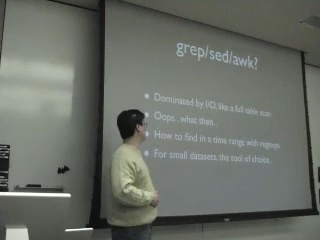 grep/sed/awk?
Dominated by I/O, like a full table scan
Oops.. what then..
How to find in a time range with regexps
For small datasets, the tool of choice.